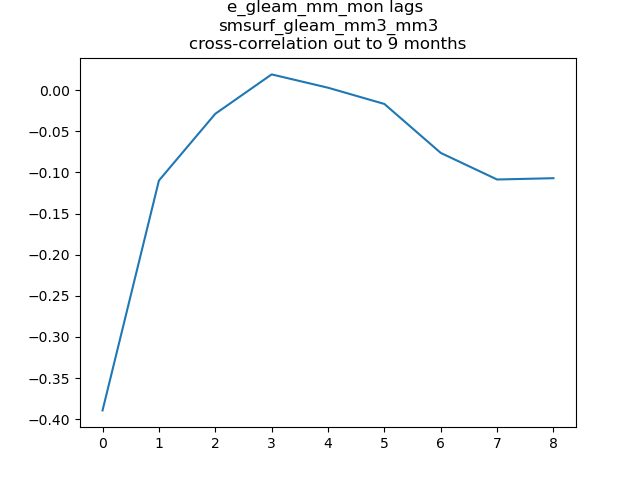 e_gleam_mm_mon lags
smsurf_gleam_mm3_mm3
cross-correlation out to 9 months
0.00
−0.05
−0.10
−0.15
−0.20
−0.25
−0.30
−0.35
−0.40
0 1 2 3 4 5 6 7 8